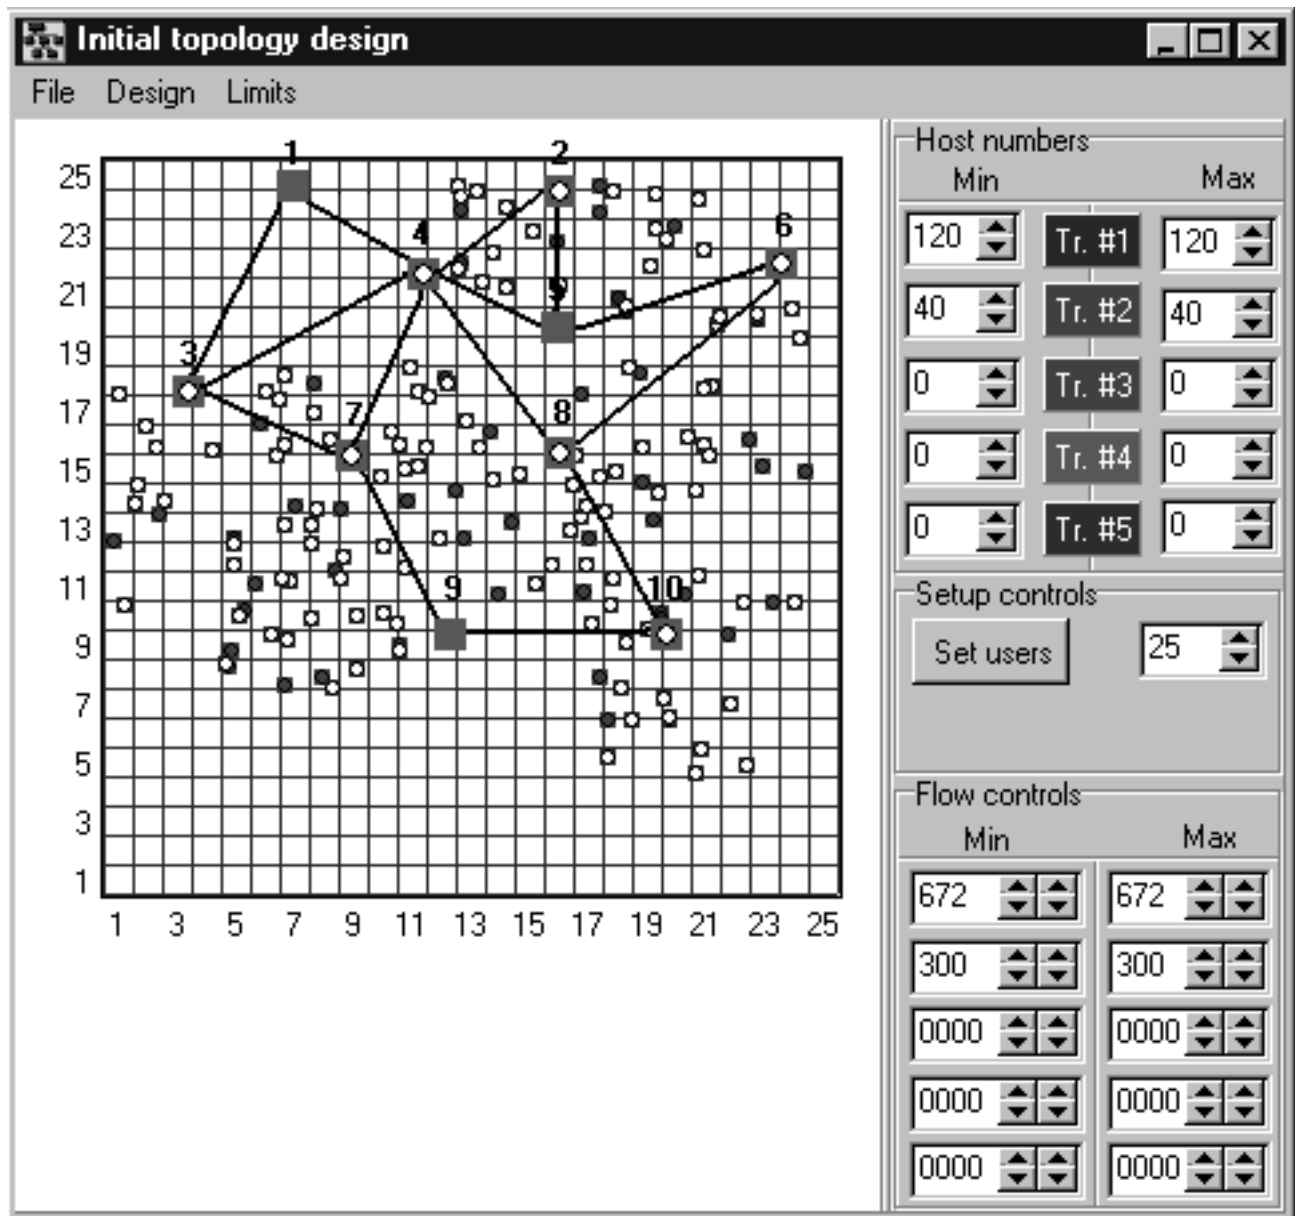 Initial topology design
File Design Limits
1 2
25
6
4
23
21
19
3
17
7 8
15
13
11
9 10
9
7
5
3
1
1 3 5 7 9 11 13 15 17 19 21 23 25
Host numbers
Min Max
120 Tr. #1 120
40 Tr. #2 40
0 Tr. #3 0
0 Tr. #4 0
0 Tr. #5 0
Setup controls
Set users 25
Flow controls
Min Max
672 672
300 300
0000 0000
0000 0000
0000 0000